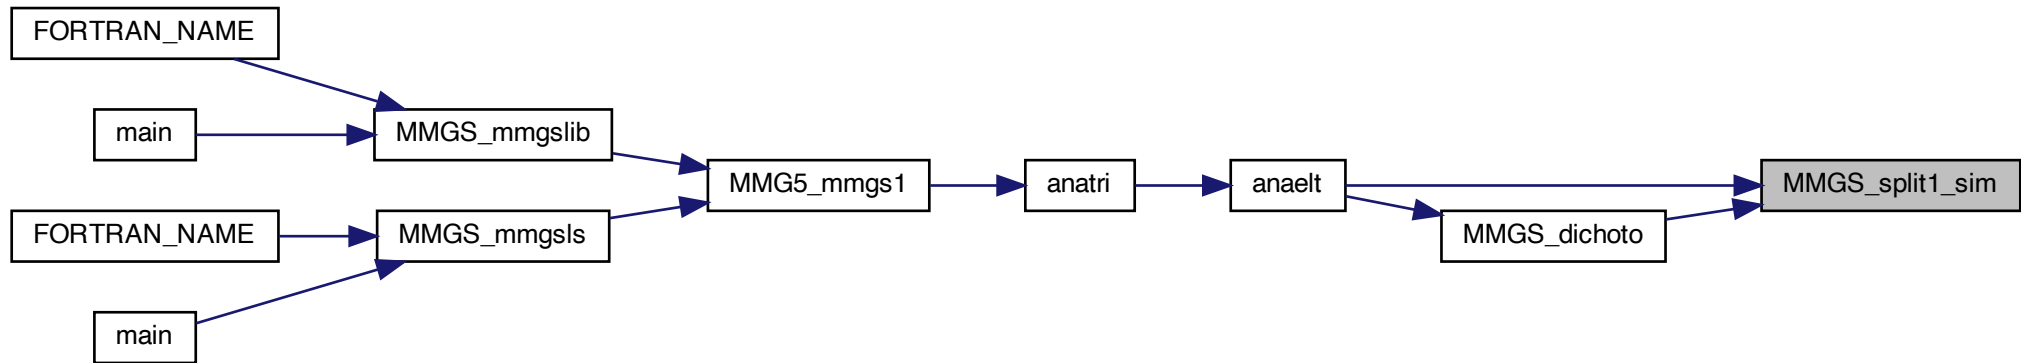 FORTRAN_NAME
main
MMGS_mmgslib
MMG5_mmgs1
anatri
anaelt
MMGS_split1_sim
FORTRAN_NAME
MMGS_mmgsls
MMGS_dichoto
main